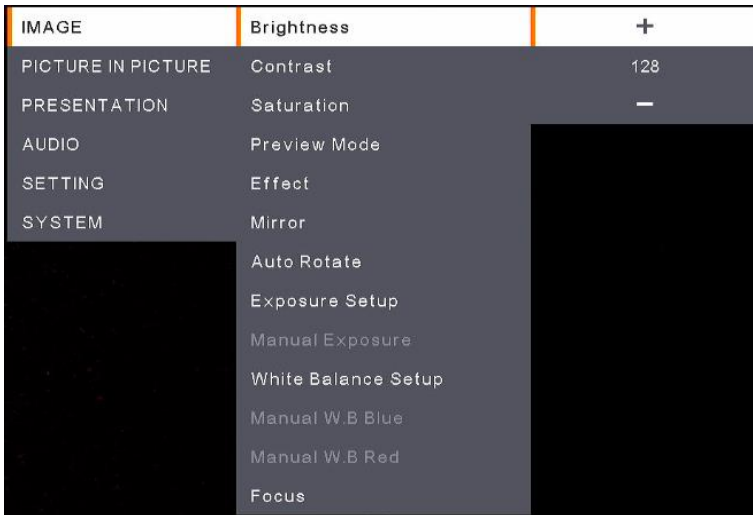 IMAGE
PICTURE IN PICTURE
PRESENTATION
AUDIO
SETTING
SYSTEM
Brightness
Contrast
Saturation
Preview Mode
Effect
Mirror
Auto Rotate
Exposure Setup
Manual Exposure
White Balance Setup
Manual W.B Blue
Manual W.B Red
Focus
+
128
−